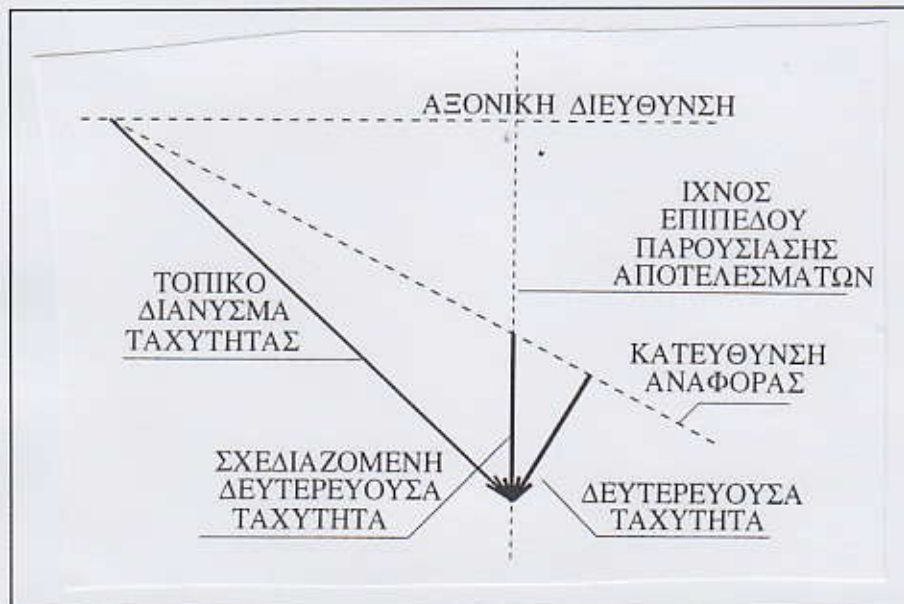 ΑΞΟΝΙΚΗ ΔΙΕΥΘΥΝΣΗ
ΙΧΝΟΣ
ΕΠΙΠΕΔΟΥ
ΠΑΡΟΥΣΙΑΣΗΣ
ΑΠΟΤΕΛΕΣΜΑΤΩΝ
ΤΟΠΙΚΟ
ΔΙΑΝΥΣΜΑ
ΤΑΧΥΤΗΤΑΣ
ΚΑΤΕΥΘΥΝΣΗ
ΑΝΑΦΟΡΑΣ
ΣΧΕΔΙΑΖΟΜΕΝΗ
ΔΕΥΤΕΡΕΥΟΥΣΑ
ΤΑΧΥΤΗΤΑ
ΔΕΥΤΕΡΕΥΟΥΣΑ
ΤΑΧΥΤΗΤΑ